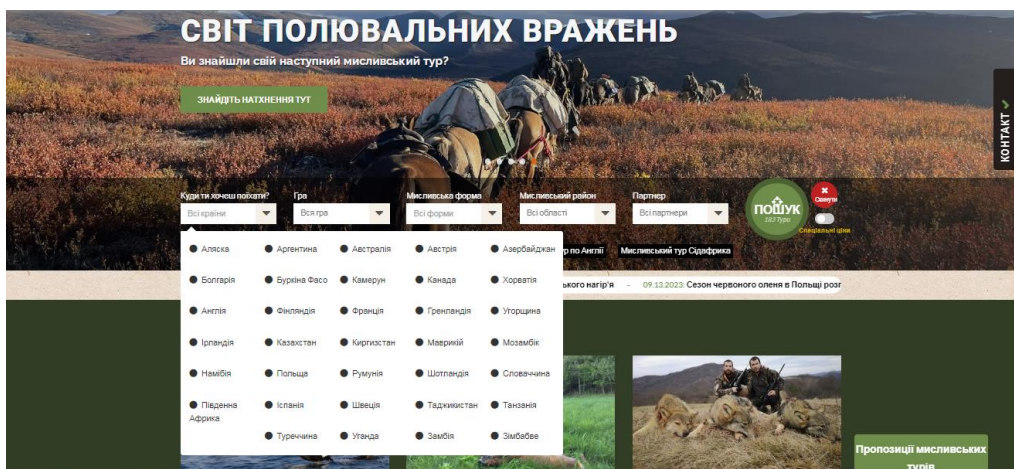 СВІТ ПОЛЮВАЛЬНИХ ВРАЖЕНЬ
Ви знайшли свій наступний мисливський тур?
ЗНАЙДІТЬ НАТХНЕННЯ ТУТ
КОНТАКТ
Куди ти хочеш поїхати? Гра Мисливська форма Мисливський район Партнер
Всі країни Вся гра Всі форми Всі області Всі партнери
ПОШУК
183 Тури
Скинути
Спеціальні ціни
Аляска Аргентина Австралія Австрія Азербайджан
ур по Англії Мисливський тур Сідафрика
Болгарія Буркіна Фасо Камерун Канада Хорватія
ького нагір'я - 09.13.2023: Сезон червоного оленя в Польщі розг
Англія Фінляндія Франція Гренландія Угорщина
Ірландія Казахстан Киргизстан Маврикій Мозамбік
Намібія Польща Румунія Шотландія Словаччина
Південна Африка Іспанія Швеція Таджикистан Танзанія
Туреччина Уганда Замбія Зімбабве
Пропозиції мисливських
турів